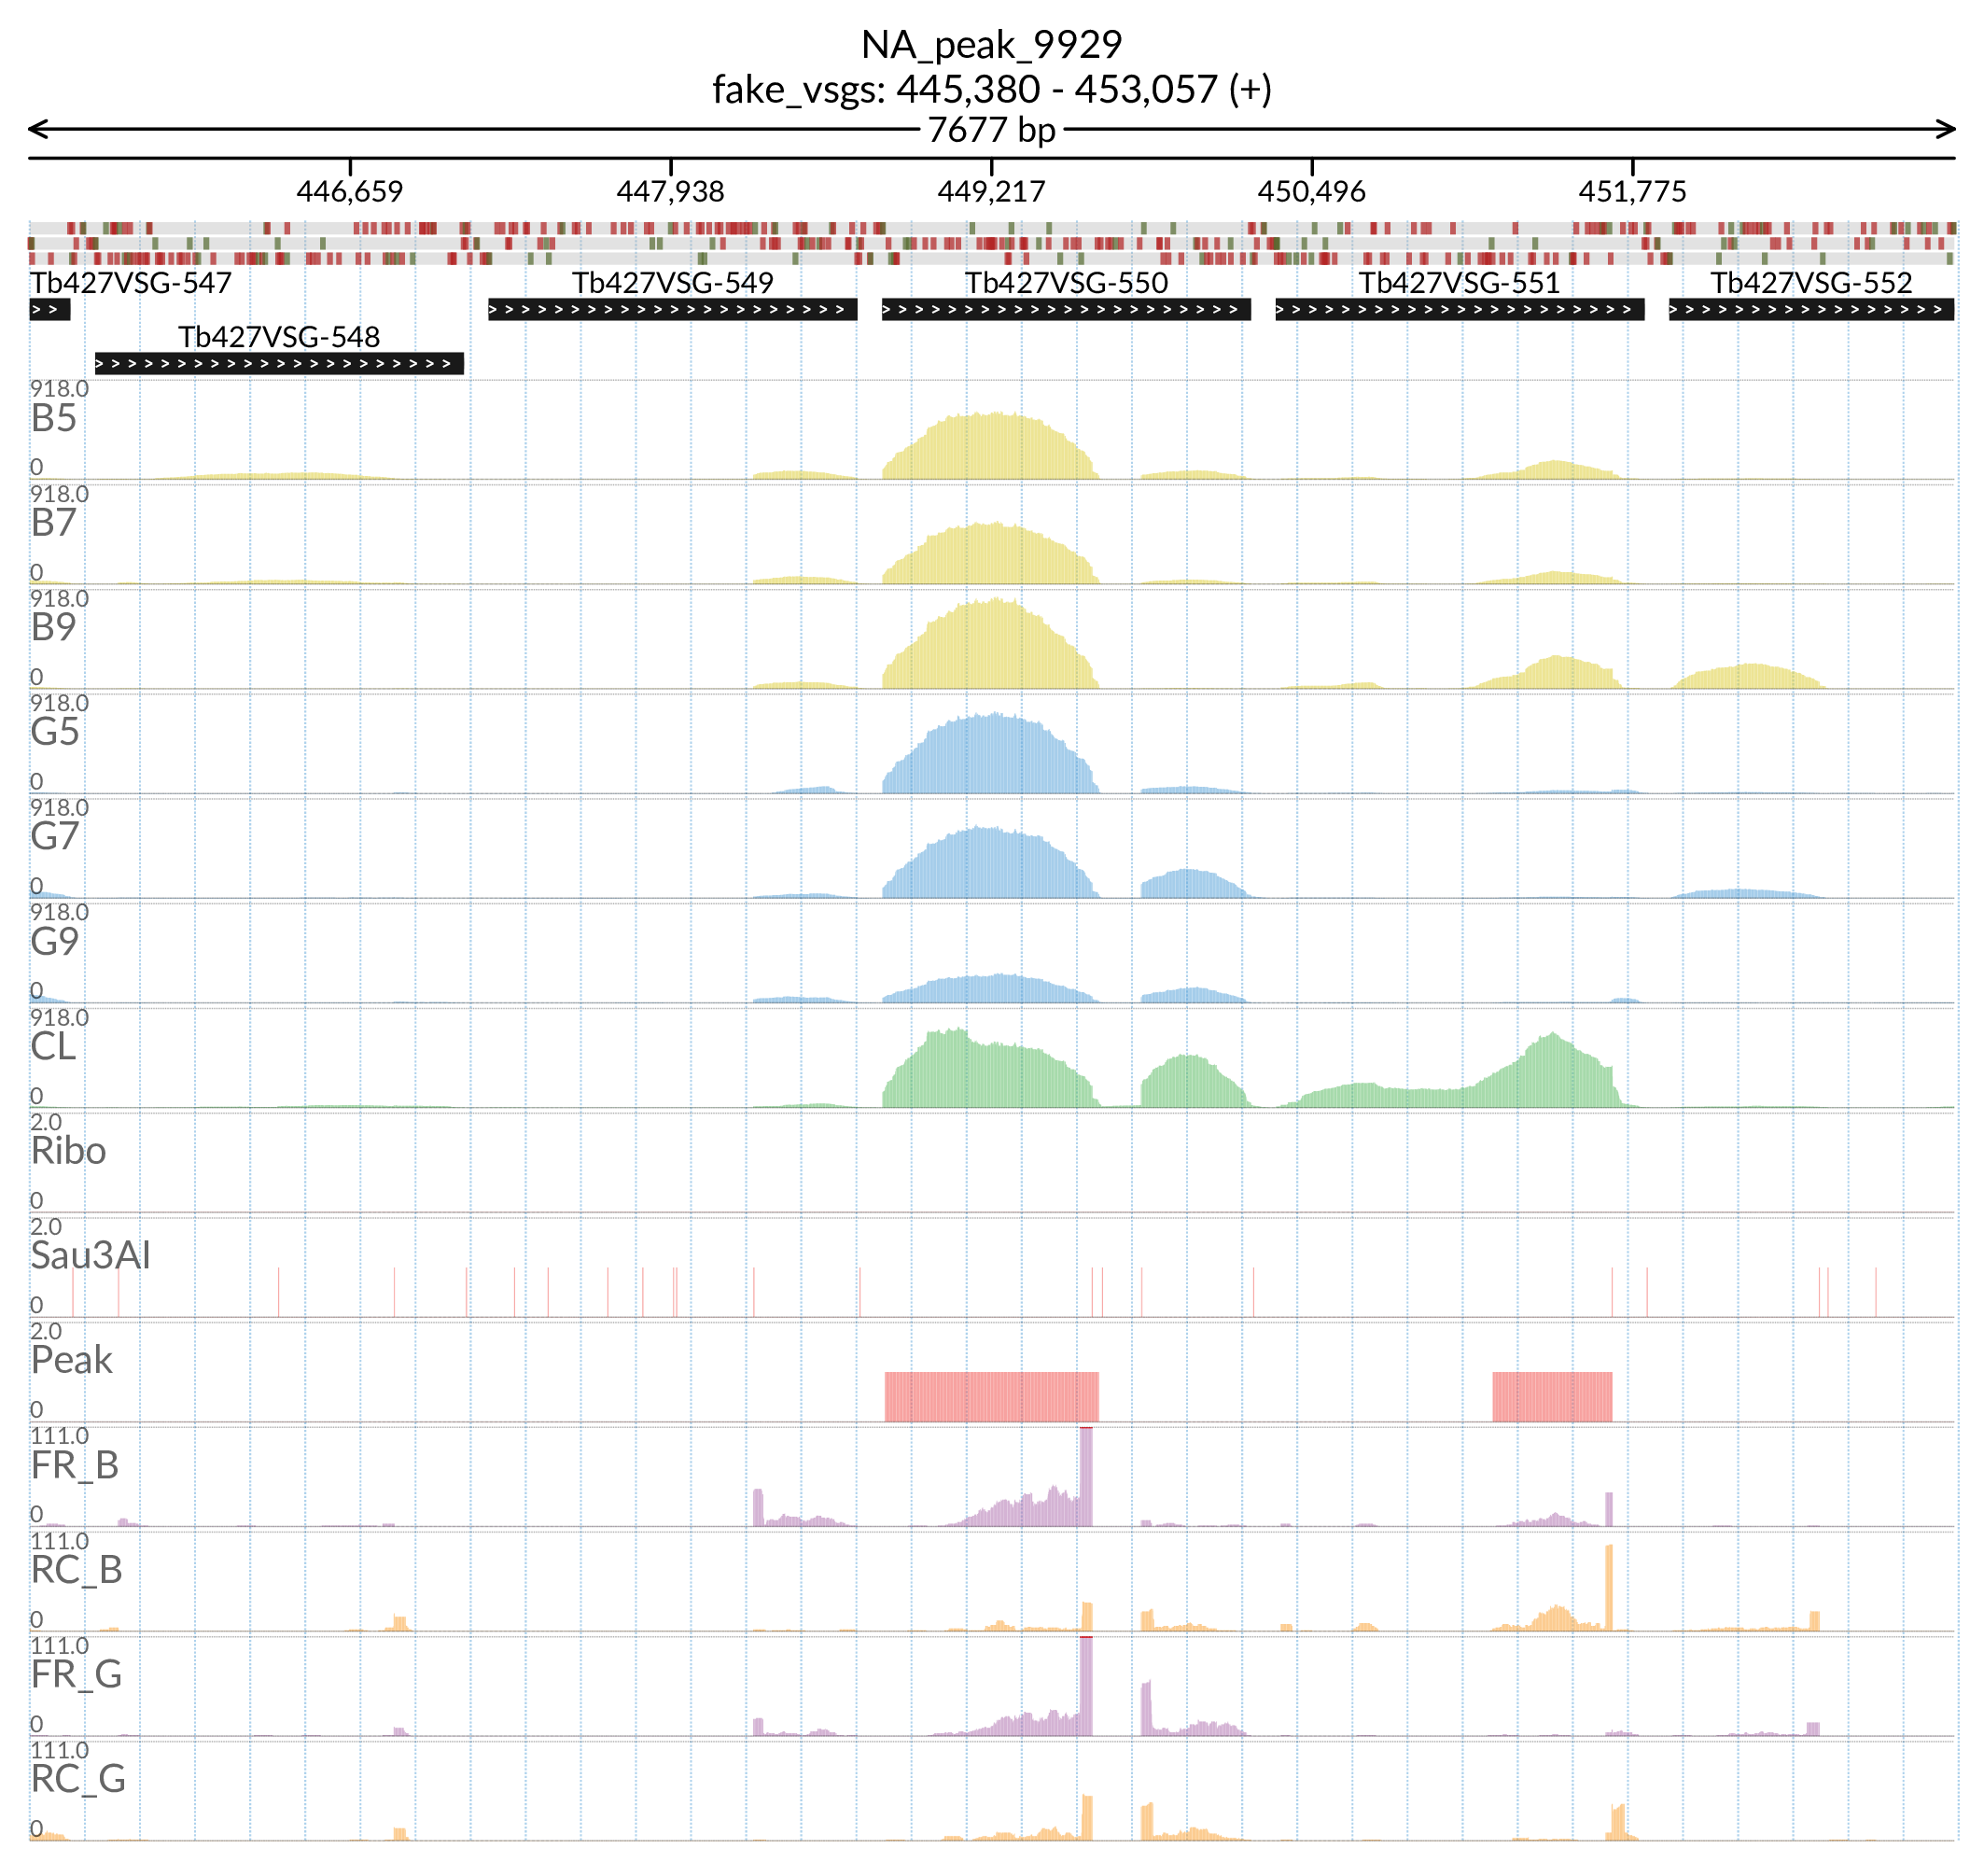 NA_peak_9929
fake_vsgs: 445,380 - 453,057 (+)
7677 bp
446,659 447,938 449,217 450,496 451,775
Tb427VSG-547 Tb427VSG-549 Tb427VSG-550 Tb427VSG-551 Tb427VSG-552
Tb427VSG-548
918.0
B5
0
918.0
B7
0
918.0
B9
0
918.0
G5
0
918.0
G7
0
918.0
G9
0
918.0
CL
0
2.0
Ribo
0
2.0
Sau3AI
0
2.0
Peak
0
111.0
FR_B
0
111.0
RC_B
0
111.0
FR_G
0
111.0
RC_G
0